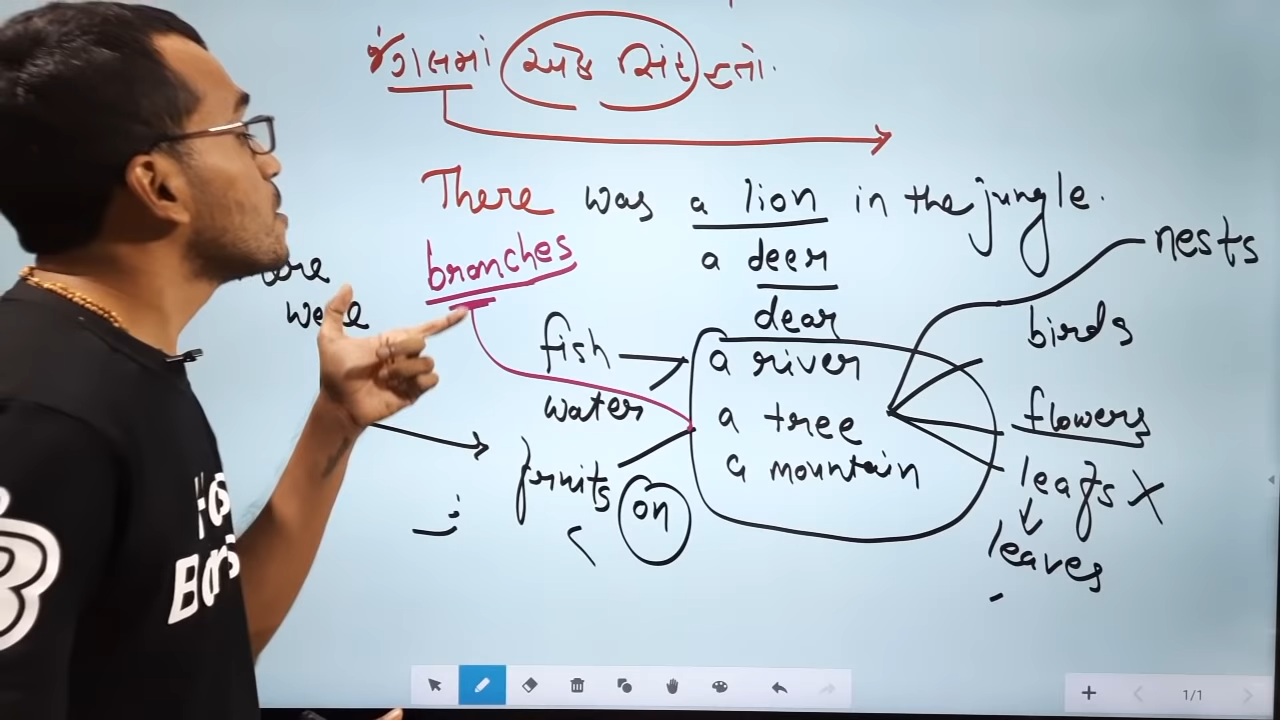 જંગલમાં એક સિંહ હતો.
There was a lion in the jungle.
branches a deer nests
were dear birds
fish a river
water a tree flowers
fruits on a mountain leafs X
leaves
1/1